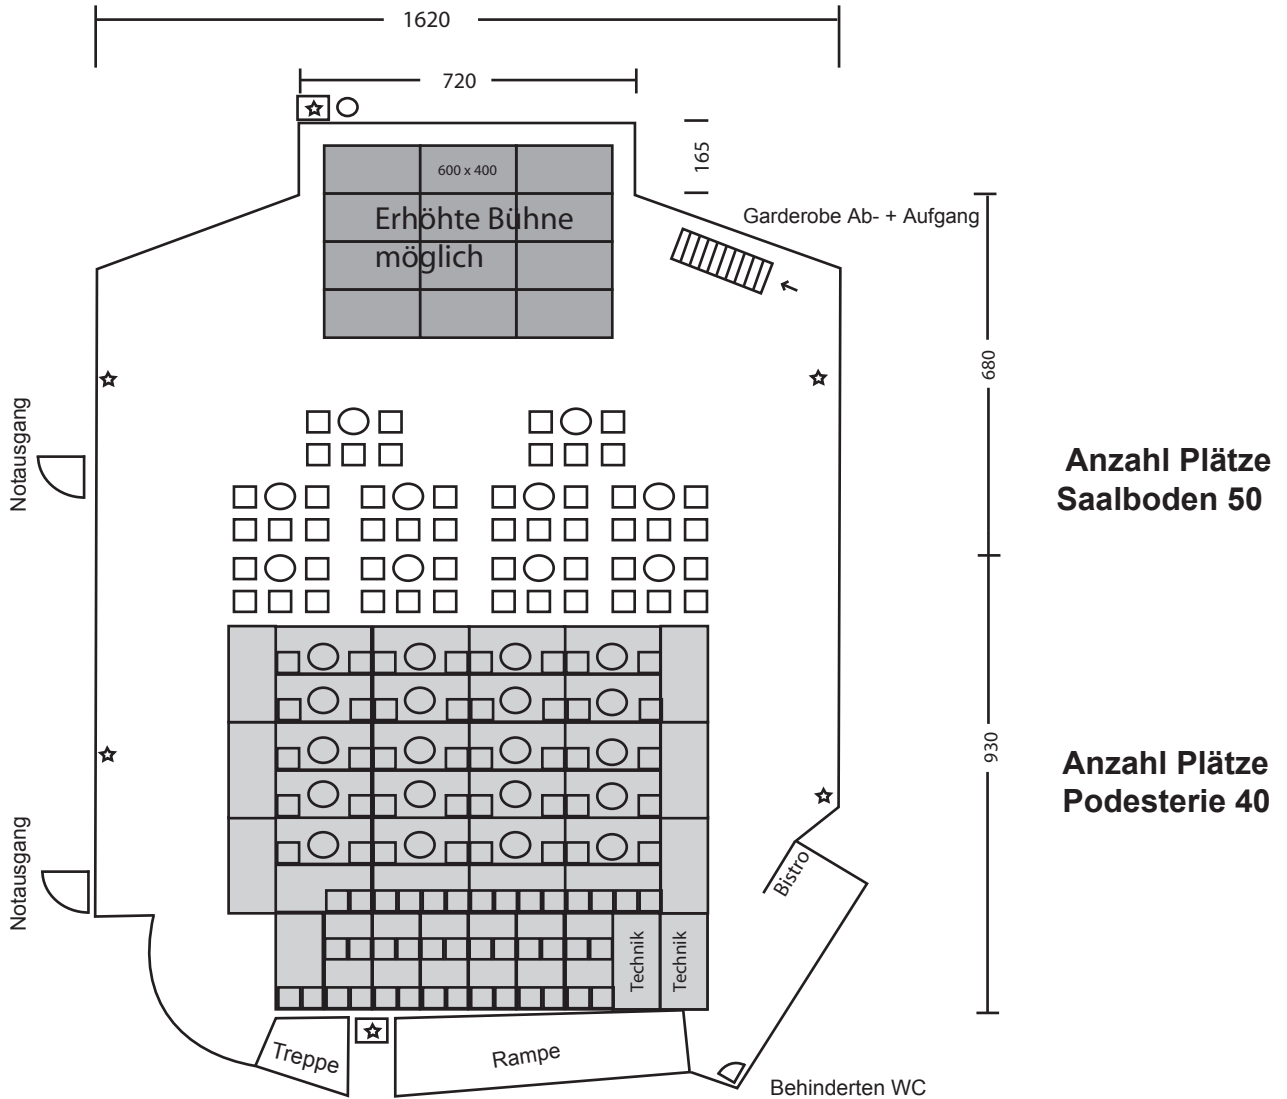 1620
720
165
600 x 400
Erhöhte Bühne
möglich
Garderobe Ab- + Aufgang
680
Notausgang
Anzahl Plätze
Saalboden 50
930
Anzahl Plätze
Podesterie 40
Notausgang
Bistro
Technik
Technik
Treppe
Rampe
Behinderten WC